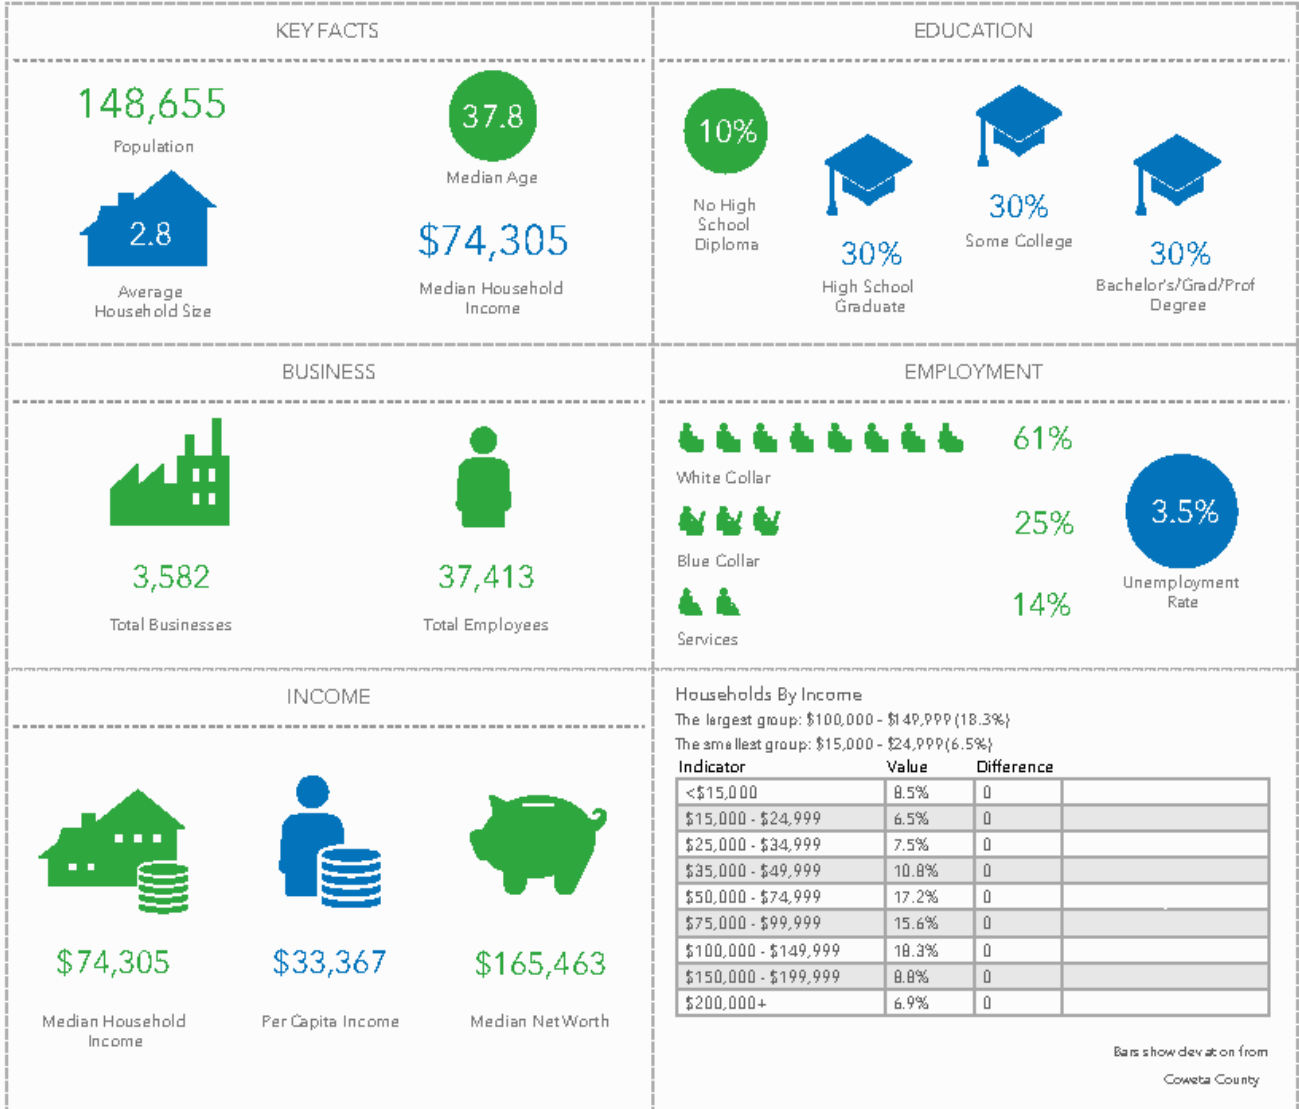 KEY FACTS
148,655
Population
37.8
Median Age
2.8
Average
Household Size
$74,305
Median Household
Income
EDUCATION
10%
No High
School
Diploma
30%
High School
Graduate
30%
Some College
30%
Bachelor's/Grad/Prof
Degree
BUSINESS
3,582
Total Businesses
37,413
Total Employees
EMPLOYMENT
61%
White Collar
25%
Blue Collar
14%
Services
3.5%
Unemployment
Rate
INCOME
$74,305
Median Household
Income
$33,367
Per Capita Income
$165,463
Median Net Worth
Households By Income
The largest group: $100,000 - $149,999 (18.3%)
The smallest group: $15,000 - $24,999 (6.5%)
Indicator Value Difference
<$15,000 8.5% 0
$15,000 - $24,999 6.5% 0
$25,000 - $34,999 7.5% 0
$35,000 - $49,999 10.8% 0
$50,000 - $74,999 17.2% 0
$75,000 - $99,999 15.6% 0
$100,000 - $149,999 18.3% 0
$150,000 - $199,999 8.8% 0
$200,000+ 6.9% 0
Bars show deviation from
Coweta County